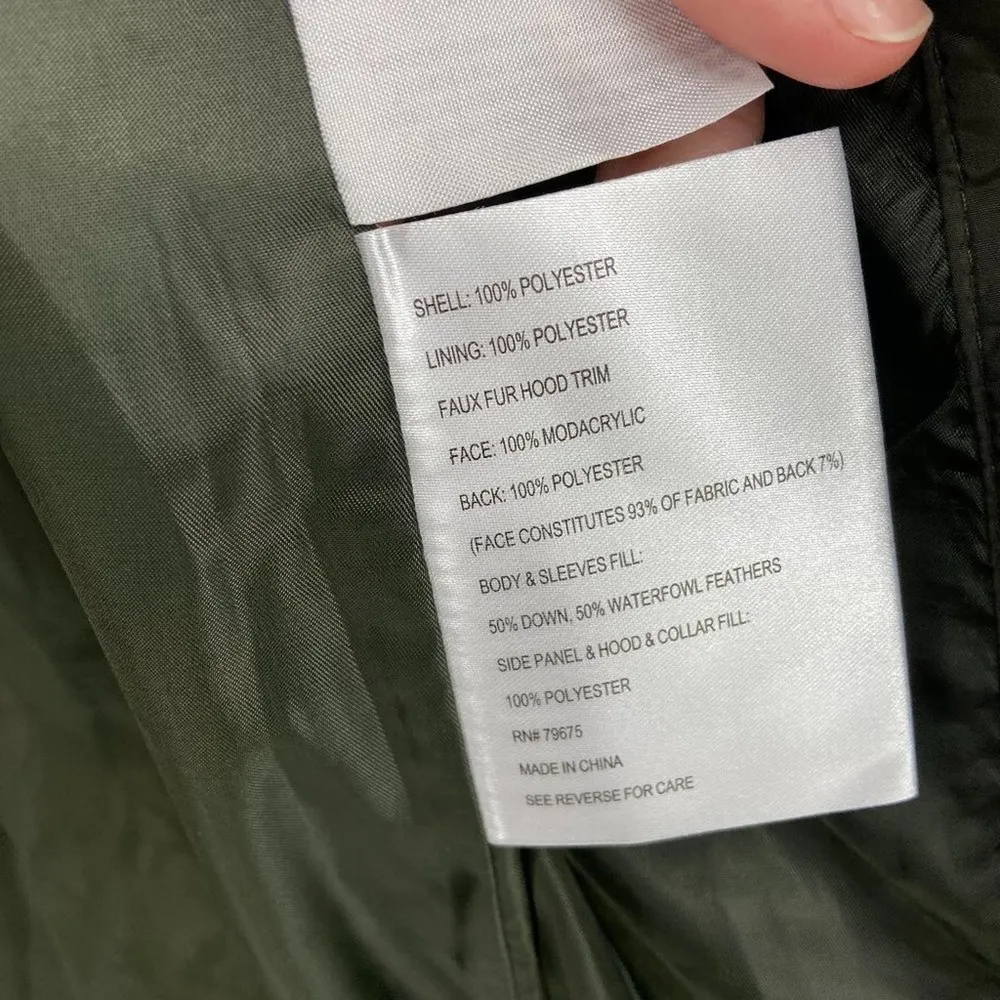 SHELL: 100% POLYESTER
LINING: 100% POLYESTER
FAUX FUR HOOD TRIM
FACE: 100% MODACRYLIC
BACK: 100% POLYESTER
(FACE CONSTITUTES 93% OF FABRIC AND BACK 7%)
BODY & SLEEVES FILL:
50% DOWN, 50% WATERFOWL FEATHERS
SIDE PANEL & HOOD & COLLAR FILL:
100% POLYESTER
RN# 79675
MADE IN CHINA
SEE REVERSE FOR CARE